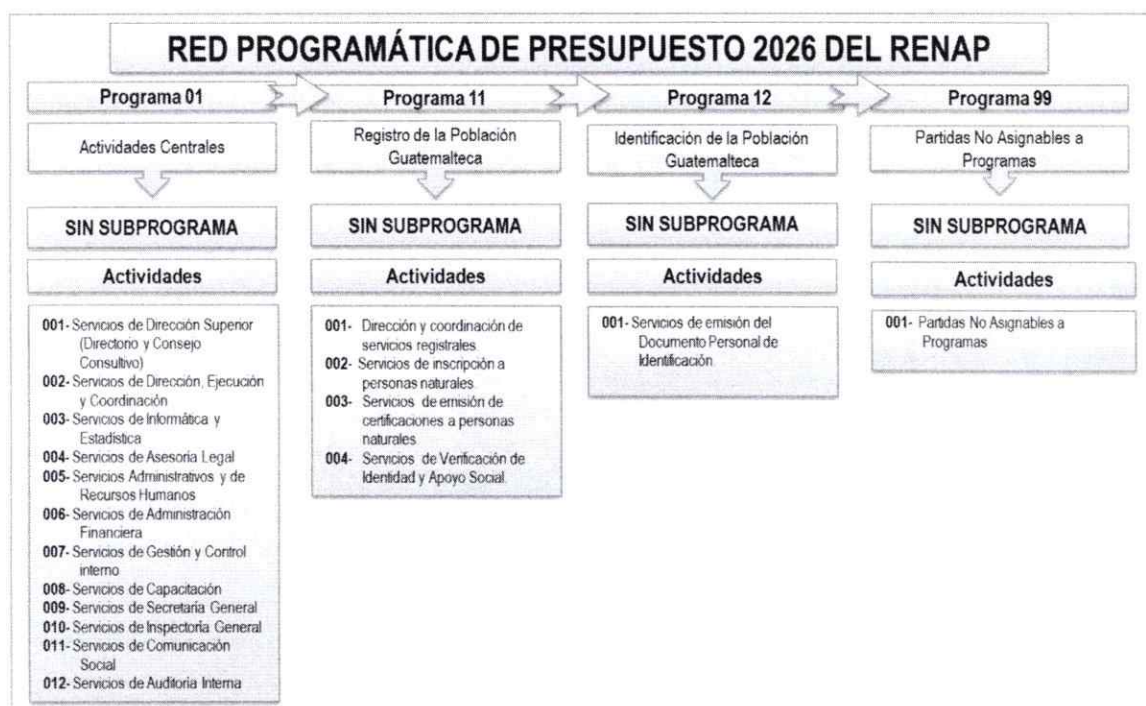 RED PROGRAMÁTICA DE PRESUPUESTO 2026 DEL RENAP
Programa 01
Actividades Centrales
SIN SUBPROGRAMA
Actividades
001- Servicios de Dirección Superior
(Directorio y Consejo
Consultivo)
002- Servicios de Dirección, Ejecución
y Coordinación
003- Servicios de Informática y
Estadística
004- Servicios de Asesoria Legal
005- Servicios Administrativos y de
Recursos Humanos
006- Servicios de Administración
Financiera
007- Servicios de Gestión y Control
interno
008- Servicios de Capacitación
009- Servicios de Secretaría General
010- Servicios de Inspectoría General
011- Servicios de Comunicación
Social
012- Servicios de Auditoria Interna
Programa 11
Registro de la Población
Guatemalteca
SIN SUBPROGRAMA
Actividades
001- Dirección y coordinación de
servicios registrales.
002- Servicios de inscripción a
personas naturales.
003- Servicios de emisión de
certificaciones a personas
naturales
004- Servicios de Verificación de
Identidad y Apoyo Social.
Programa 12
Identificación de la Población
Guatemalteca
SIN SUBPROGRAMA
Actividades
001- Servicios de emisión del
Documento Personal de
Identificación.
Programa 99
Partidas No Asignables a
Programas
SIN SUBPROGRAMA
Actividades
001- Partidas No Asignables a
Programas